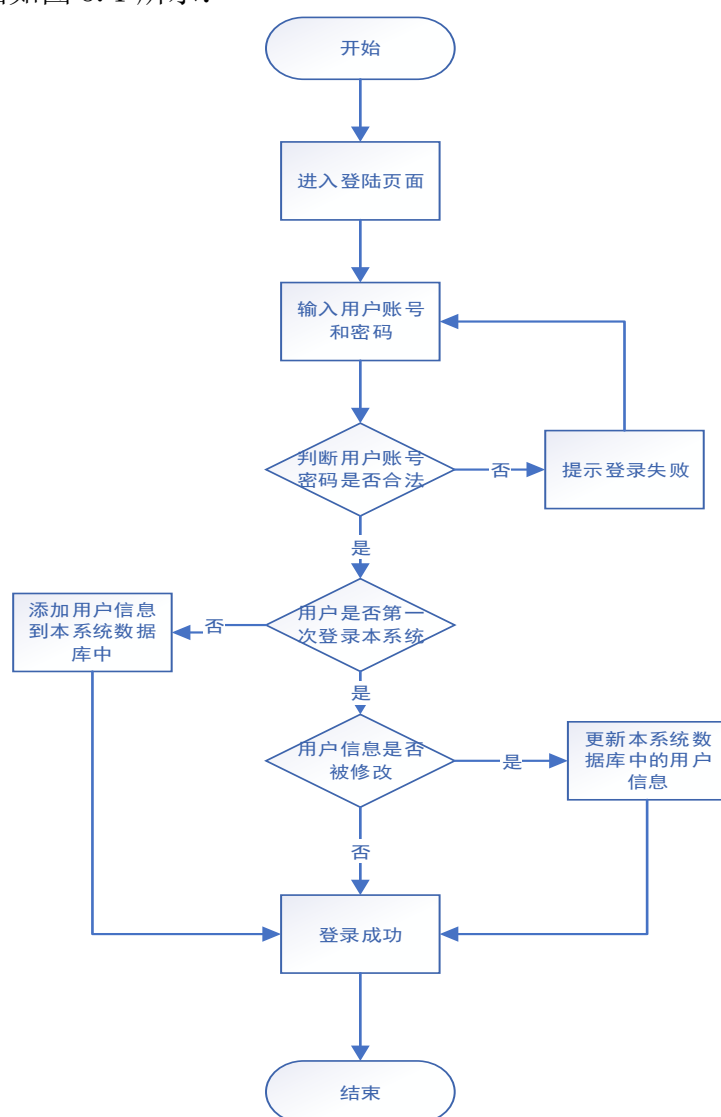 开始
进入登陆页面
输入用户账号
和密码
判断用户账号
密码是否合法
否
提示登录失败
是
用户是否第一
次登录本系统
否
添加用户信息
到本系统数据
库中
是
用户信息是否
被修改
是
更新本系统数
据库中的用户
信息
否
登录成功
结束